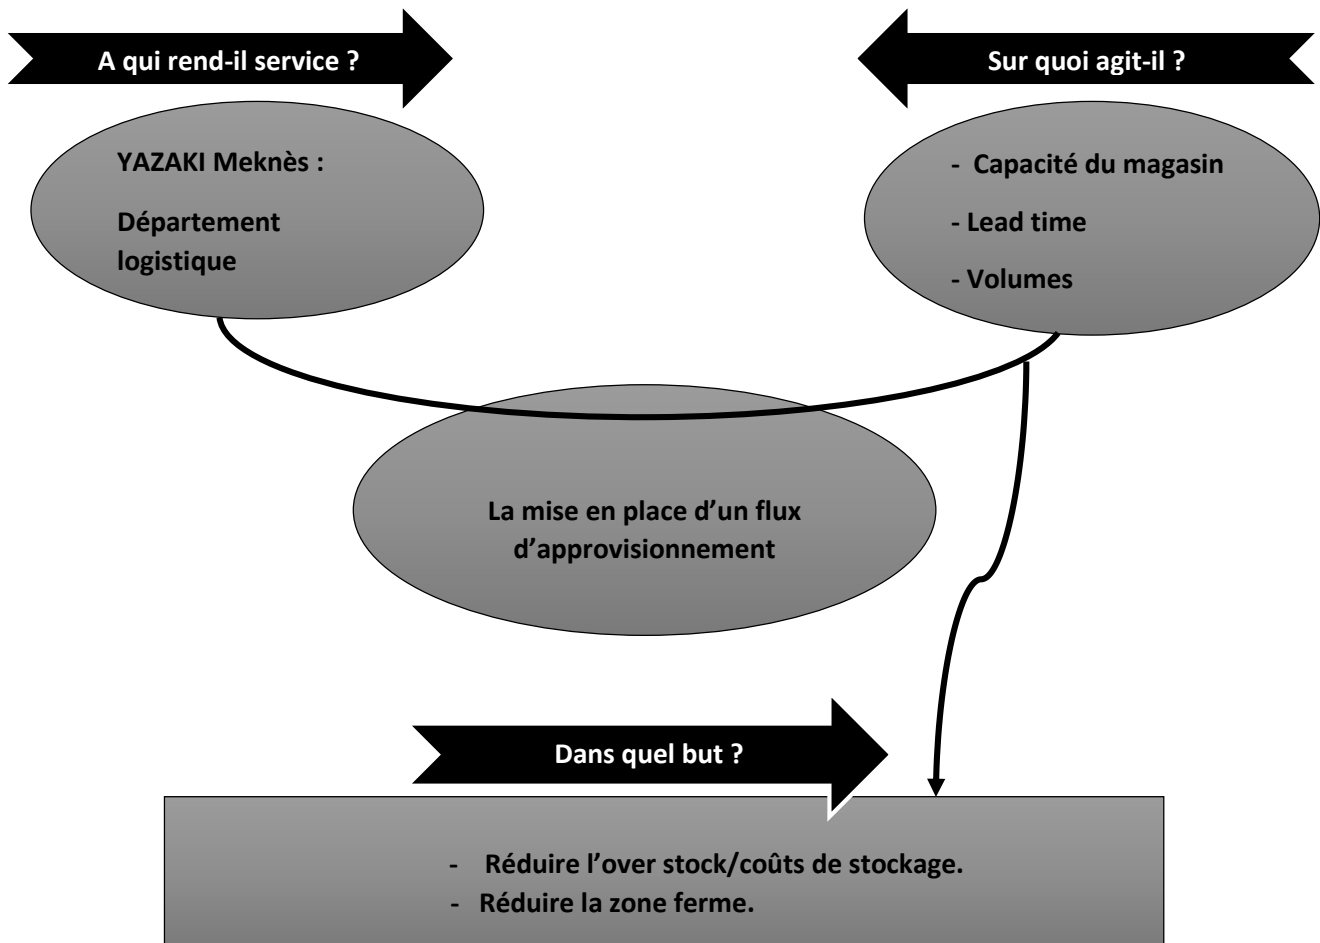 A qui rend-il service ?
Sur quoi agit-il ?
YAZAKI Meknès :
Département
logistique
- Capacité du magasin
- Lead time
- Volumes
La mise en place d’un flux
d’approvisionnement
Dans quel but ?
- Réduire l’over stock/coûts de stockage.
- Réduire la zone ferme.